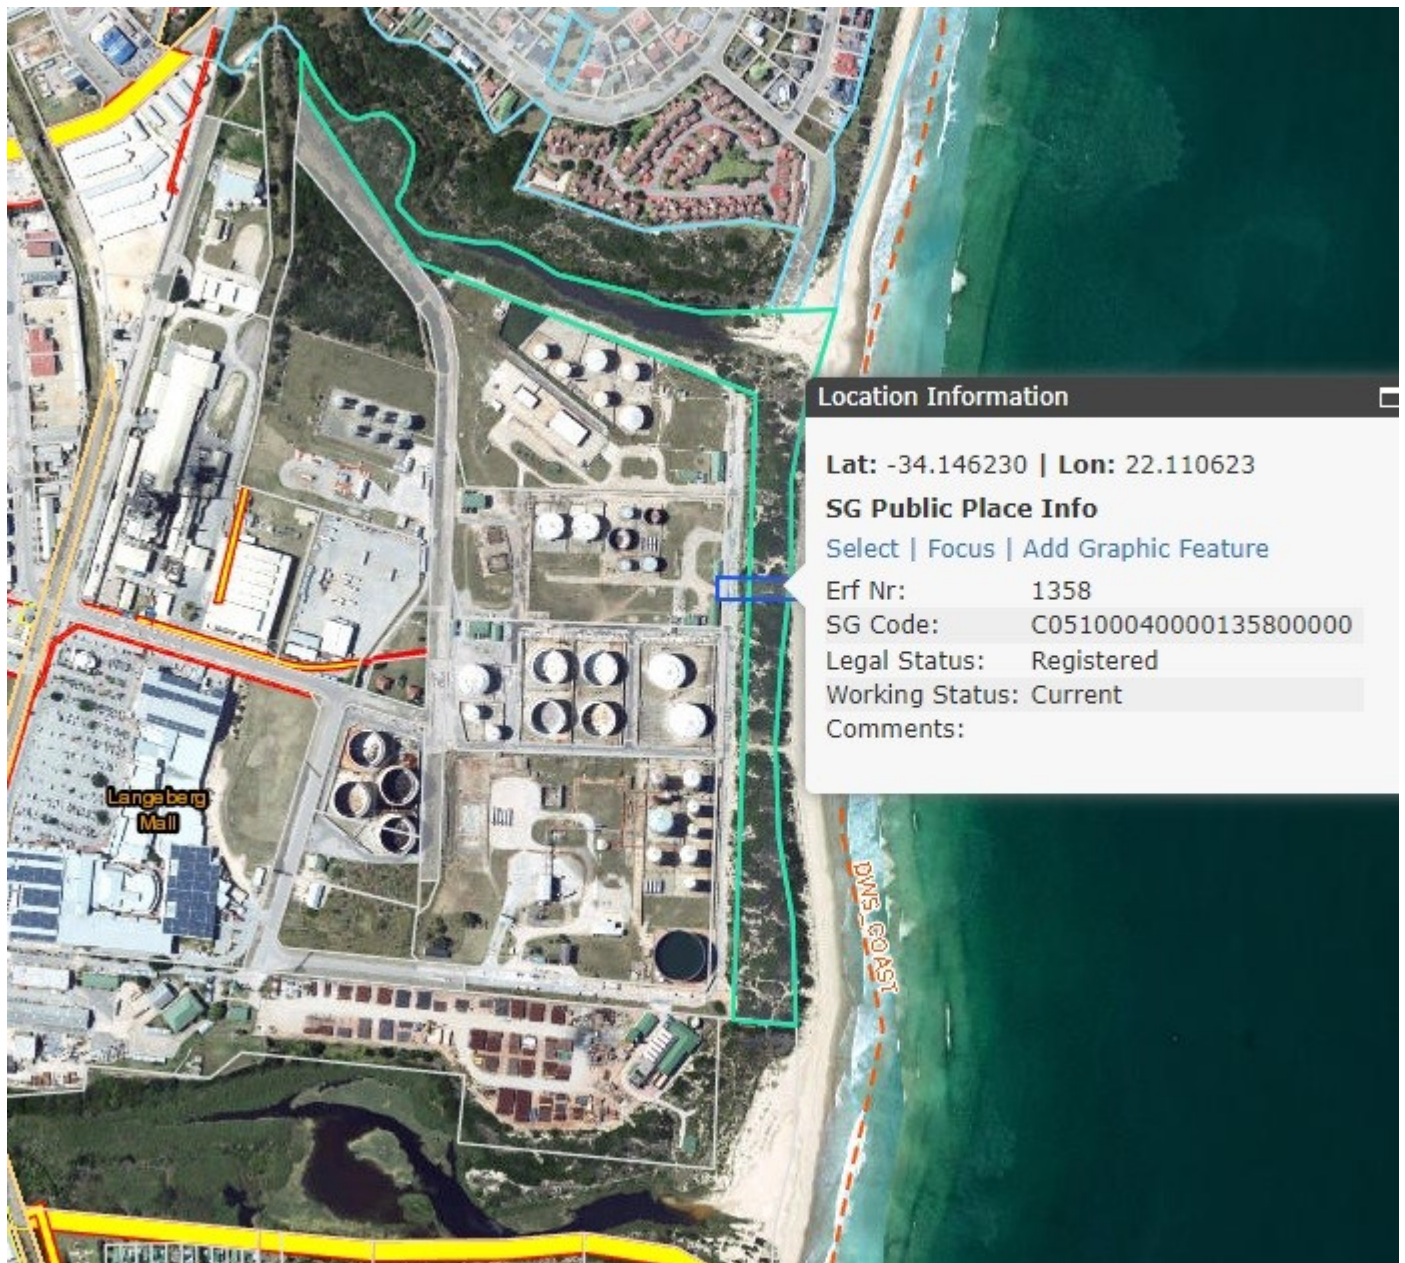 Location Information
Lat: -34.146230 | Lon: 22.110623
SG Public Place Info
Select | Focus | Add Graphic Feature
Erf Nr: 1358
SG Code: C05100040000135800000
Legal Status: Registered
Working Status: Current
Comments:
Langeberg
Mall
DWS_COAST